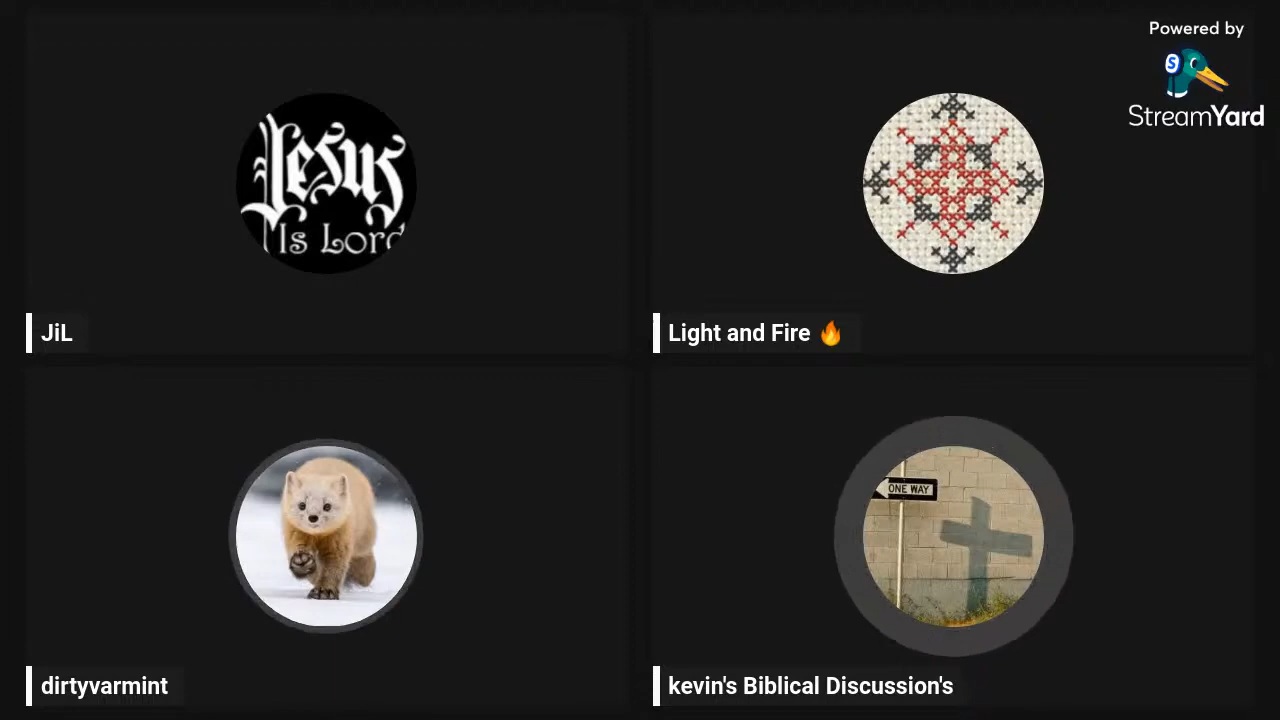 Powered by
StreamYard
Jesus
Is Lord
JiL
Light and Fire 🔥
ONE WAY
dirtyvarmint
kevin's Biblical Discussion's